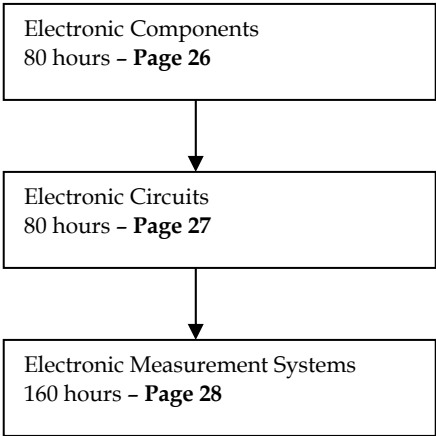 Electronic Components
80 hours – Page 26
Electronic Circuits
80 hours – Page 27
Electronic Measurement Systems
160 hours – Page 28